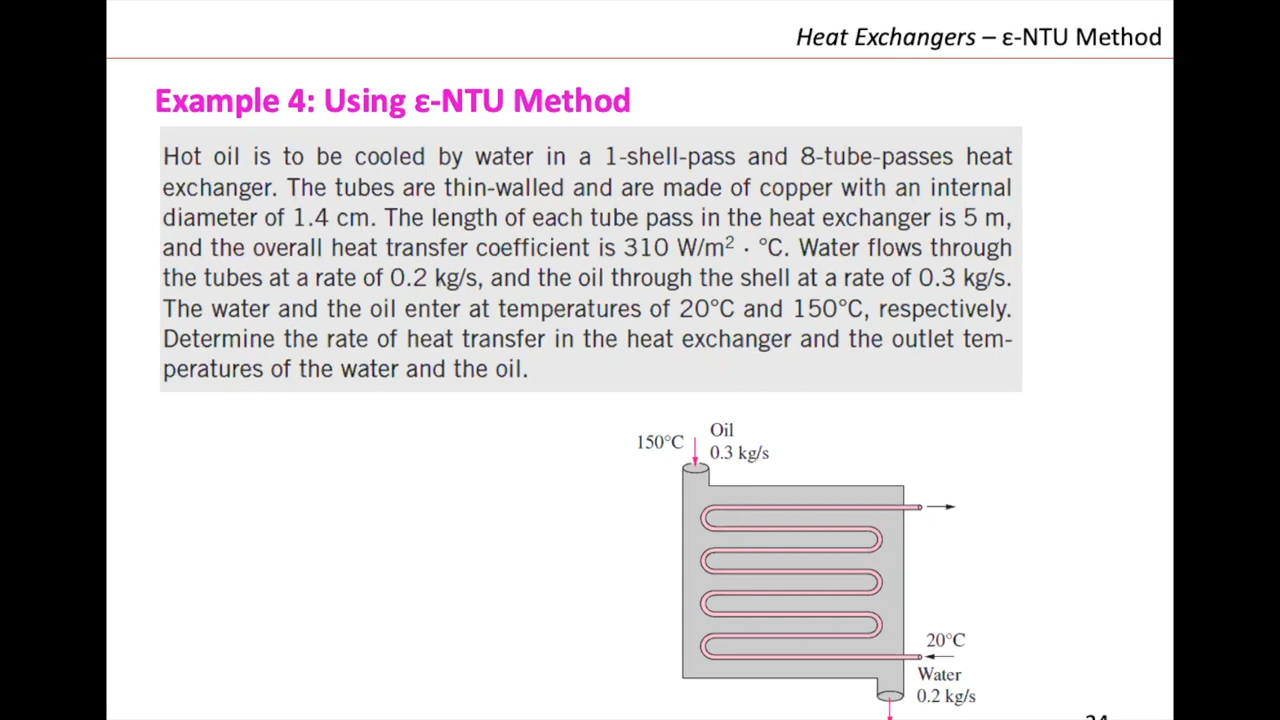 Heat Exchangers – ε-NTU Method
Example 4: Using ε-NTU Method
Hot oil is to be cooled by water in a 1-shell-pass and 8-tube-passes heat
exchanger. The tubes are thin-walled and are made of copper with an internal
diameter of 1.4 cm. The length of each tube pass in the heat exchanger is 5 m,
and the overall heat transfer coefficient is 310 W/m² · °C. Water flows through
the tubes at a rate of 0.2 kg/s, and the oil through the shell at a rate of 0.3 kg/s.
The water and the oil enter at temperatures of 20°C and 150°C, respectively.
Determine the rate of heat transfer in the heat exchanger and the outlet tem-
peratures of the water and the oil.
Oil
150°C
0.3 kg/s
20°C
Water
0.2 kg/s